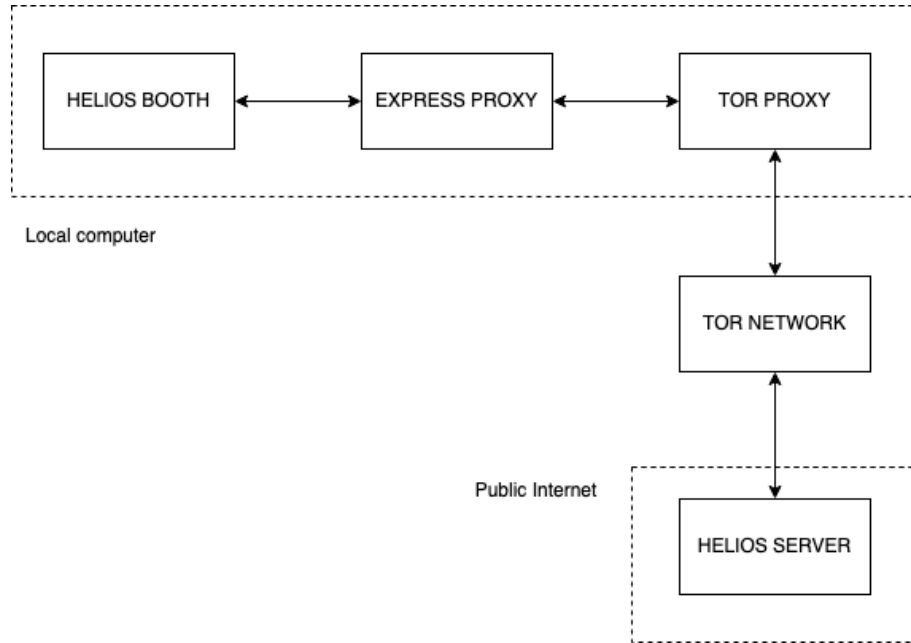 HELIOS BOOTH
EXPRESS PROXY
TOR PROXY
Local computer
TOR NETWORK
Public Internet
HELIOS SERVER